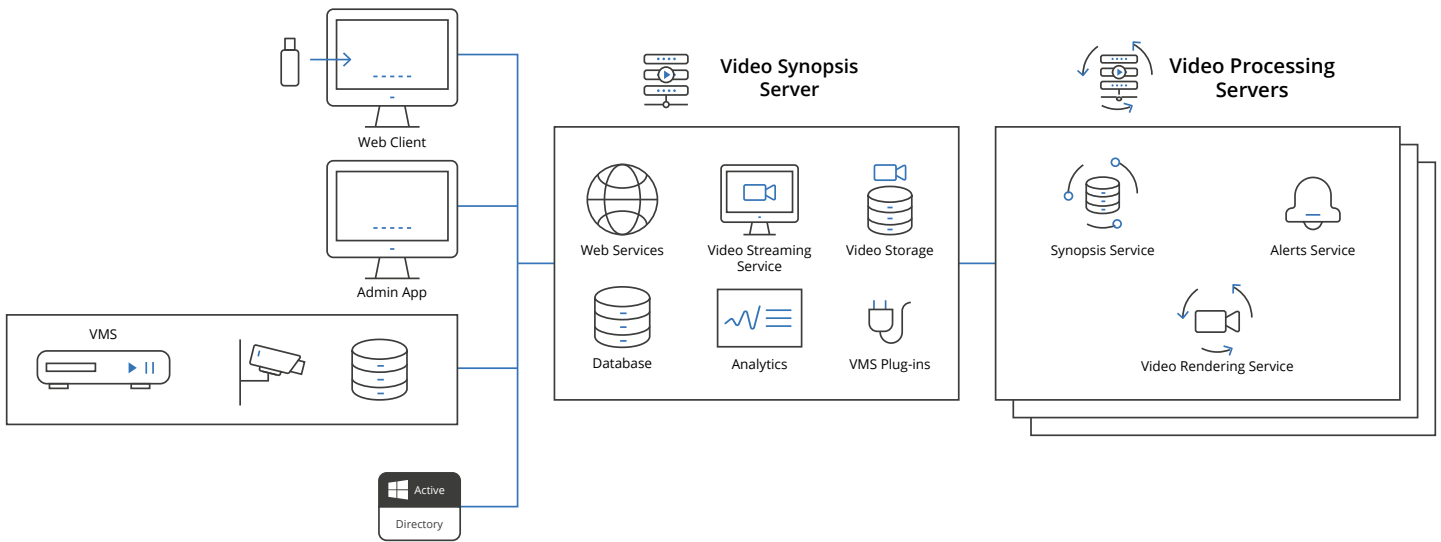 Web Client
Admin App
VMS
Active
Directory
Video Synopsis
Server
Web Services
Video Streaming
Service
Video Storage
Database
Analytics
VMS Plug-ins
Video Processing
Servers
Synopsis Service
Alerts Service
Video Rendering Service